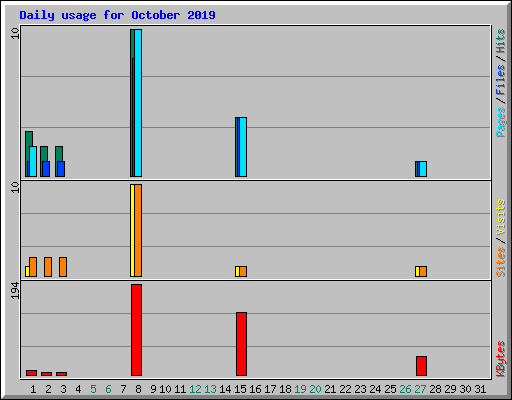 Daily usage for October 2019
10
Pages / Files / Hits
10
Sites / Visits
194
KBytes
1 2 3 4 5 6 7 8 9 10 11 12 13 14 15 16 17 18 19 20 21 22 23 24 25 26 27 28 29 30 31